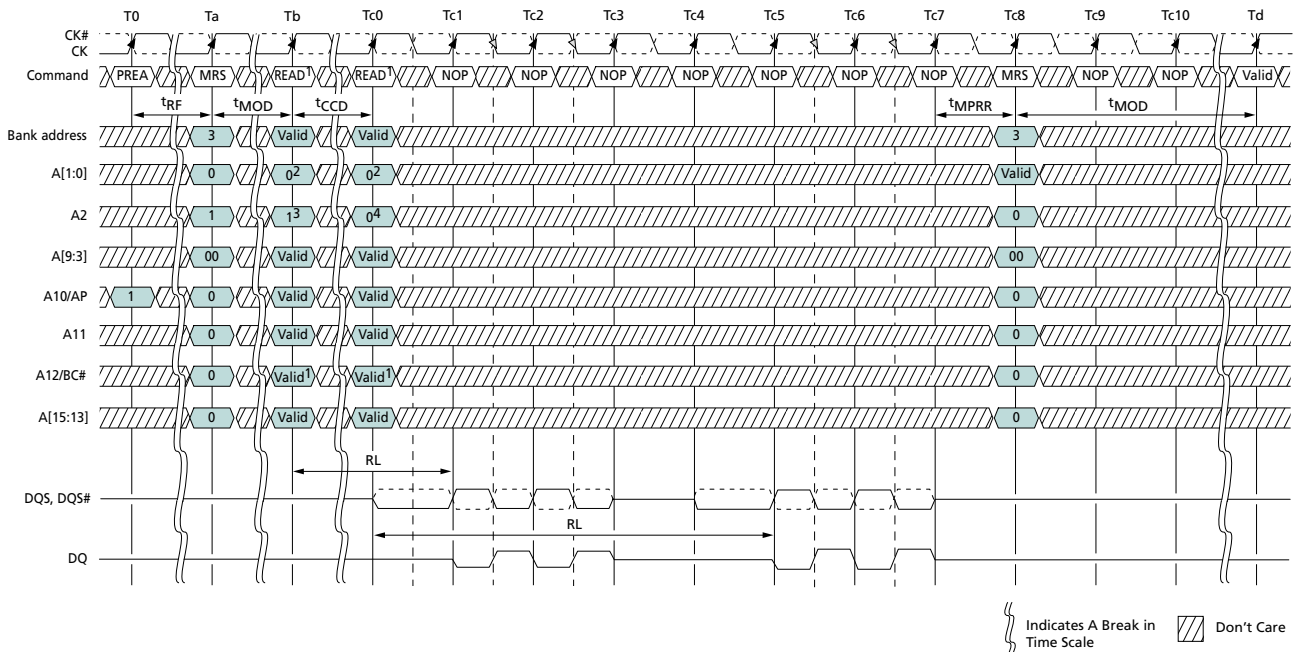 T0 Ta Tb Tc0 Tc1 Tc2 Tc3 Tc4 Tc5 Tc6 Tc7 Tc8 Tc9 Tc10 Td
CK#
CK
Command PREA MRS READ1 READ1 NOP NOP NOP NOP NOP NOP NOP MRS NOP NOP Valid
tRF tMOD tCCD tMPRR tMOD
Bank address 3 Valid Valid 3
A[1:0] 0 02 02 Valid
A2 1 13 04 0
A[9:3] 00 Valid Valid 00
A10/AP 1 0 Valid Valid 0
A11 0 Valid Valid 0
A12/BC# 0 Valid1 Valid1 0
A[15:13] 0 Valid Valid 0
RL
DQS, DQS#
RL
DQ
Indicates A Break in
Time Scale
Don't Care